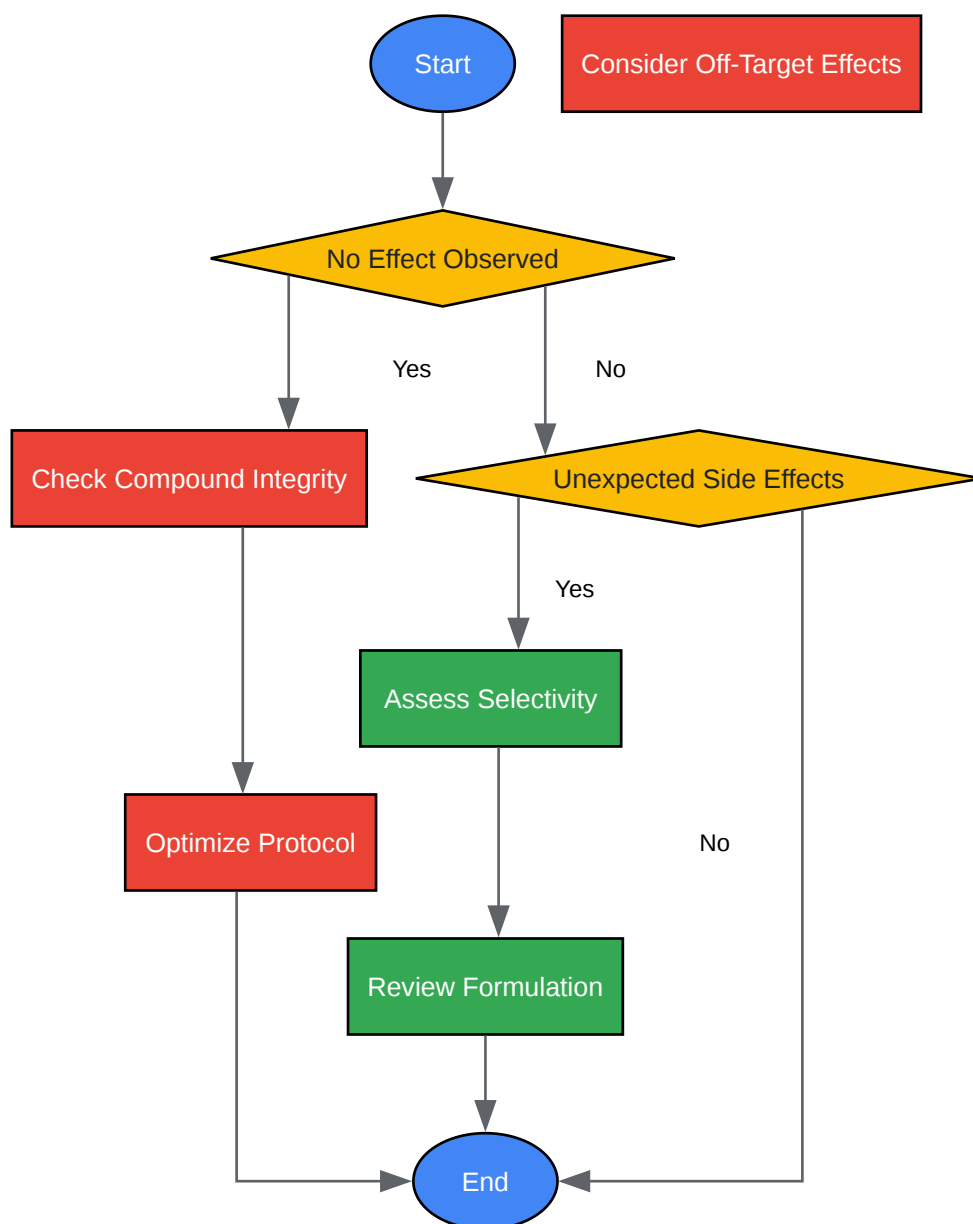 Start
Consider Off-Target Effects
No Effect Observed
Yes
No
Check Compound Integrity
Unexpected Side Effects
Yes
Assess Selectivity
Optimize Protocol
No
Review Formulation
End